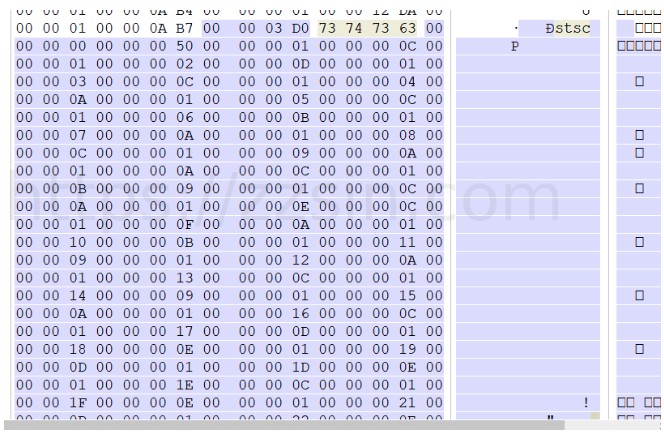 00 00 01 00 00 00 0A B4 00 00 00 01 00 00 12 DA 00
00 00 01 00 00 0A B7 00 00 00 03 D0 73 74 73 63 00 · Ðstsc
00 00 00 00 00 00 50 00 00 00 01 00 00 00 0C 00 P
00 00 01 00 00 00 02 00 00 00 0D 00 00 00 01 00
00 00 03 00 00 00 0C 00 00 00 01 00 00 00 04 00
00 00 0A 00 00 00 01 00 00 00 05 00 00 00 0C 00
00 00 01 00 00 00 06 00 00 00 0B 00 00 00 01 00
00 00 07 00 00 00 0A 00 00 00 01 00 00 00 08 00
00 00 0C 00 00 00 01 00 00 00 09 00 00 00 0A 00
00 00 01 00 00 00 0A 00 00 00 0C 00 00 00 01 00
00 00 0B 00 00 00 09 00 00 00 01 00 00 00 0C 00
00 00 0A 00 00 00 01 00 00 00 0E 00 00 00 0C 00
00 00 01 00 00 00 0F 00 00 00 0A 00 00 00 01 00
00 00 10 00 00 00 0B 00 00 00 01 00 00 00 11 00
00 00 09 00 00 00 01 00 00 00 12 00 00 00 0A 00
00 00 01 00 00 00 13 00 00 00 0C 00 00 00 01 00
00 00 14 00 00 00 09 00 00 00 01 00 00 00 15 00
00 00 0A 00 00 00 01 00 00 00 16 00 00 00 0C 00
00 00 01 00 00 00 17 00 00 00 0D 00 00 00 01 00
00 00 18 00 00 00 0E 00 00 00 01 00 00 00 19 00
00 00 0D 00 00 00 01 00 00 00 1D 00 00 00 0E 00
00 00 01 00 00 00 1E 00 00 00 0C 00 00 00 01 00
00 00 1F 00 00 00 0E 00 00 00 01 00 00 00 21 00 !